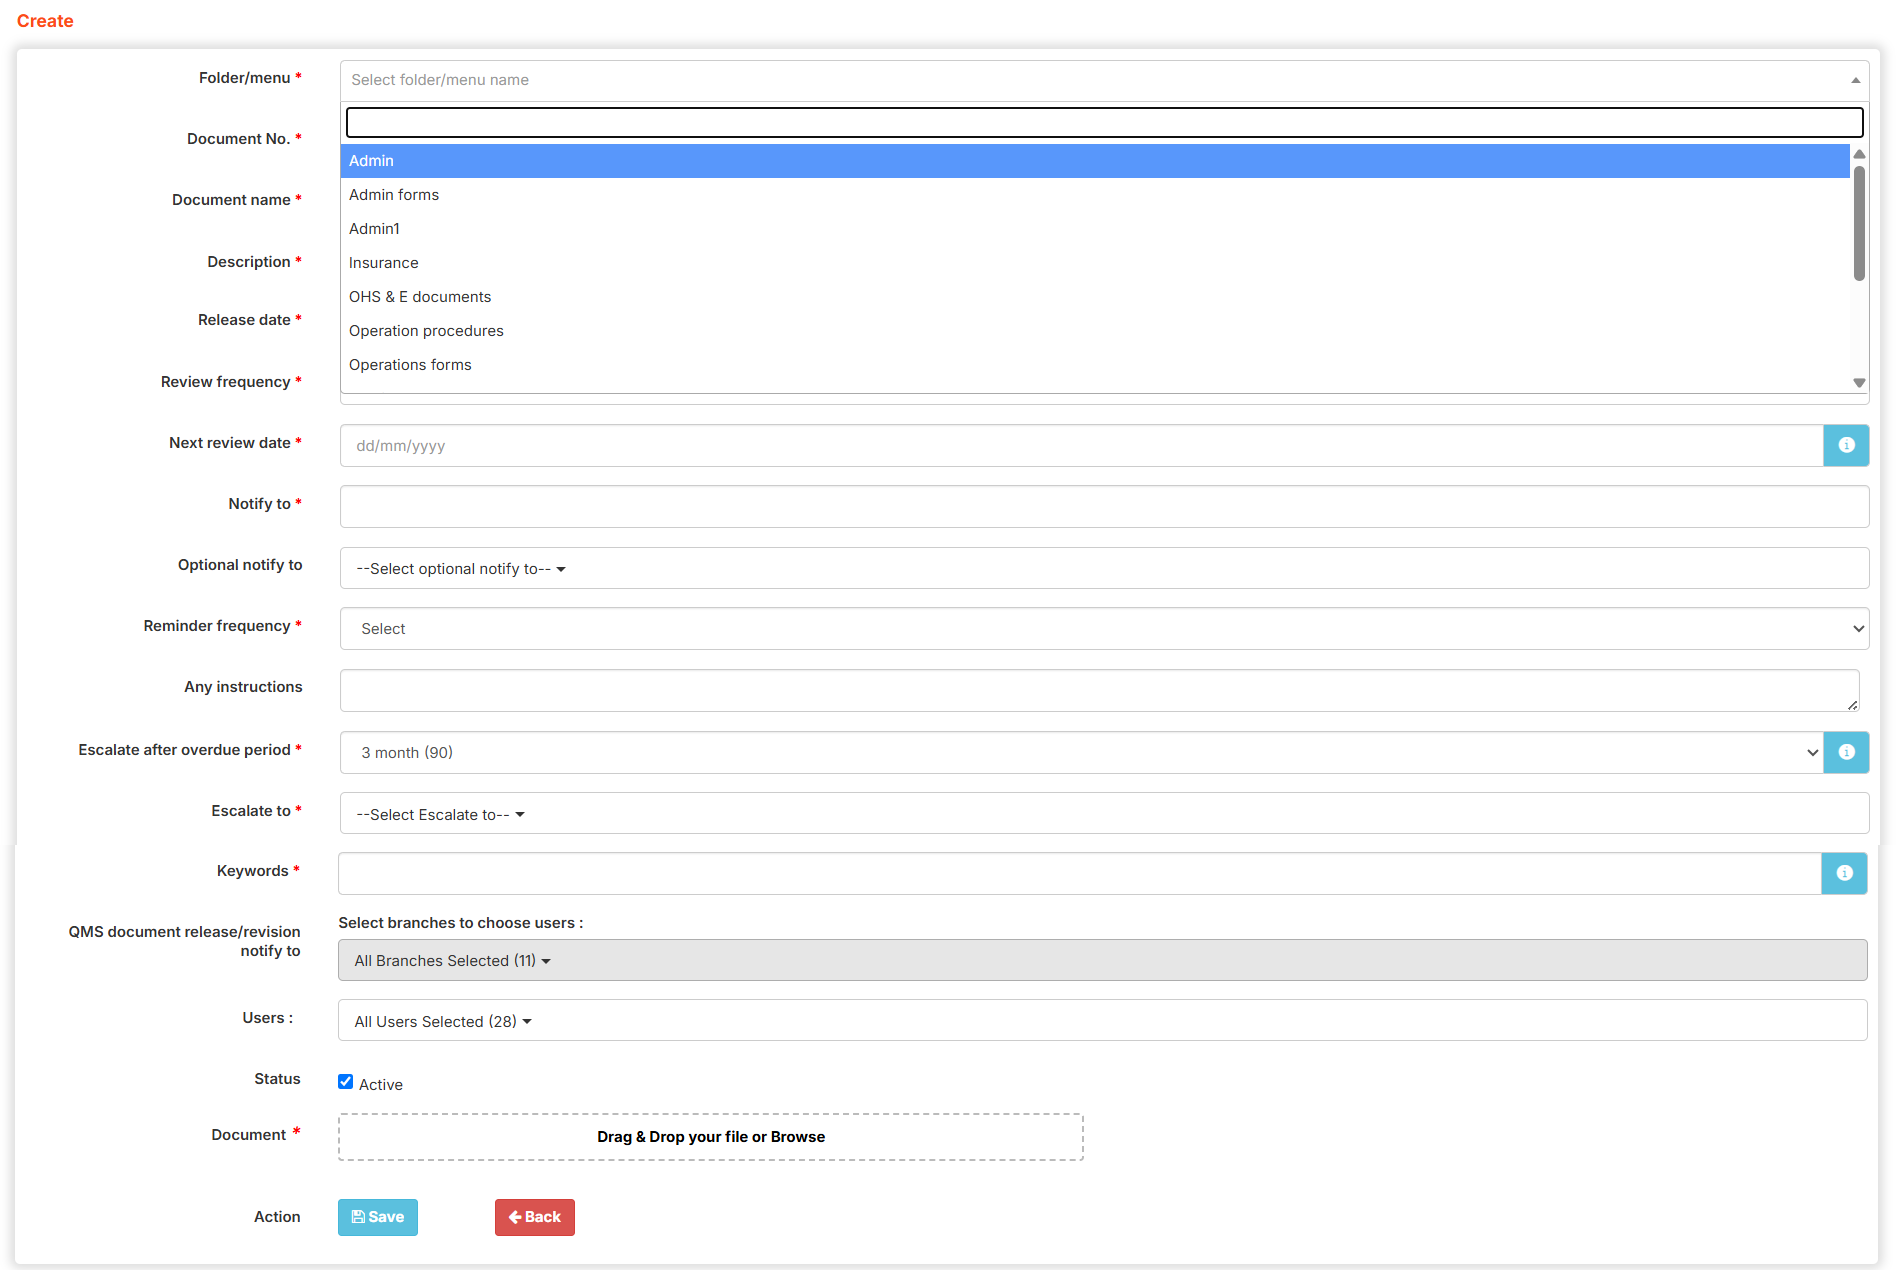 Create
Folder/menu *
Select folder/menu name
Document No. *
Admin
Admin forms
Document name *
Admin1
Description *
Insurance
OHS & E documents
Release date *
Operation procedures
Operations forms
Review frequency *
Next review date *
dd/mm/yyyy
Notify to *
Optional notify to
--Select optional notify to--
Reminder frequency *
Select
Any instructions
Escalate after overdue period *
3 month (90)
Escalate to *
--Select Escalate to--
Keywords *
QMS document release/revision
notify to
Select branches to choose users :
All Branches Selected (11)
Users :
All Users Selected (28)
Status
Active
Document *
Drag & Drop your file or Browse
Action
Save
Back